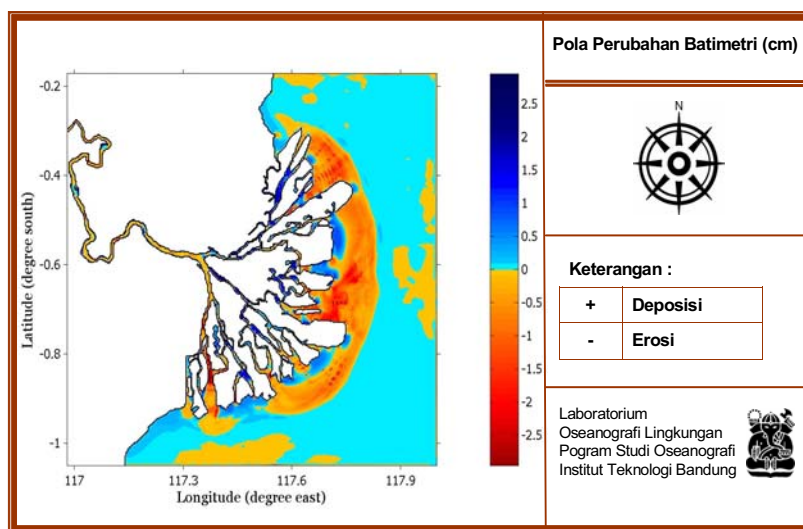 Pola Perubahan Batimetri (cm)
N
Keterangan :
+ Deposisi
- Erosi
Laboratorium
Oseanografi Lingkungan
Pogram Studi Oseanografi
Institut Teknologi Bandung
Latitude (degree south)
-0.2
-0.4
-0.6
-0.8
-1
117
117.3
117.6
117.9
Longitude (degree east)
2.5
2
1.5
1
0.5
0
-0.5
-1
-1.5
-2
-2.5